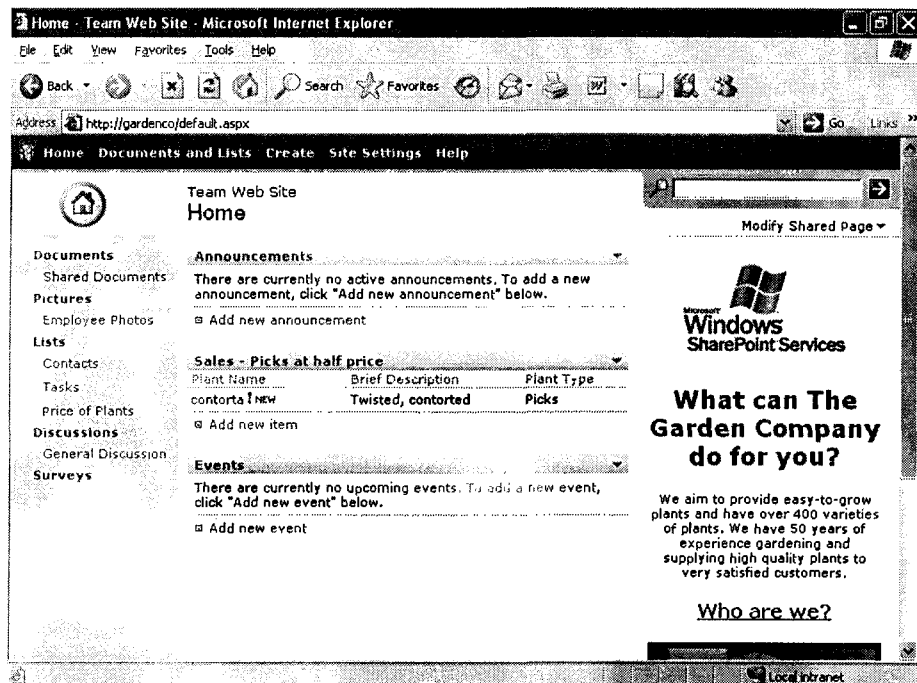 Home - Team Web Site - Microsoft Internet Explorer
File Edit View Favorites Tools Help
Back Search Favorites
Address http://gardenco/default.aspx Go Links »
Home Documents and Lists Create Site Settings Help
Team Web Site
Home
Modify Shared Page
Documents
Shared Documents
Pictures
Employee Photos
Lists
Contacts
Tasks
Price of Plants
Discussions
General Discussion
Surveys
Announcements
There are currently no active announcements. To add a new
announcement, click "Add new announcement" below.
Add new announcement
Sales - Picks at half price
Plant Name Brief Description Plant Type
contorta ! NEW Twisted, contorted Picks
Add new item
Events
There are currently no upcoming events. To add a new event,
click "Add new event" below.
Add new event
Microsoft
Windows
SharePoint Services
What can The
Garden Company
do for you?
We aim to provide easy-to-grow
plants and have over 400 varieties
of plants. We have 50 years of
experience gardening and
supplying high quality plants to
very satisfied customers.
Who are we?
Local intranet